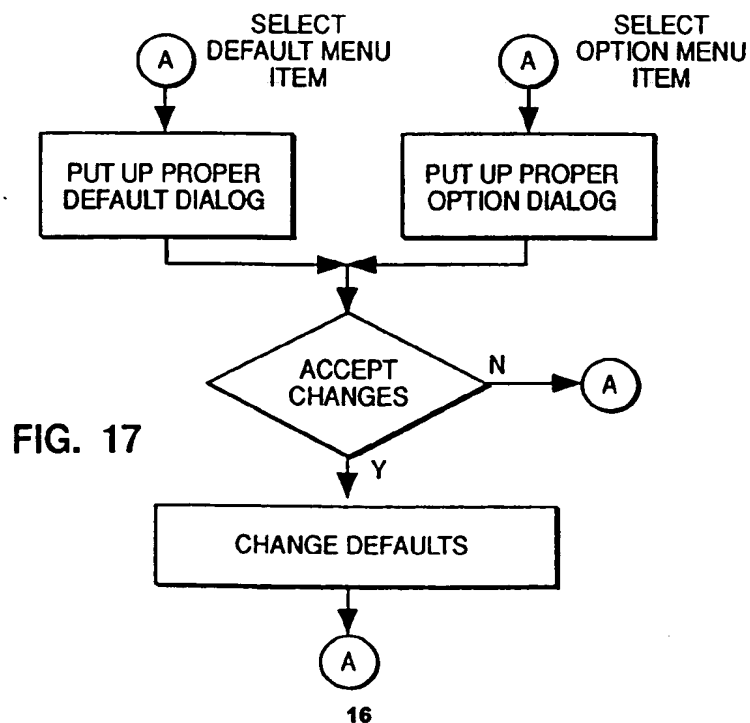 A
SELECT
DEFAULT MENU
ITEM
A
SELECT
OPTION MENU
ITEM
PUT UP PROPER
DEFAULT DIALOG
PUT UP PROPER
OPTION DIALOG
ACCEPT
CHANGES
N
A
FIG. 17
Y
CHANGE DEFAULTS
A
16